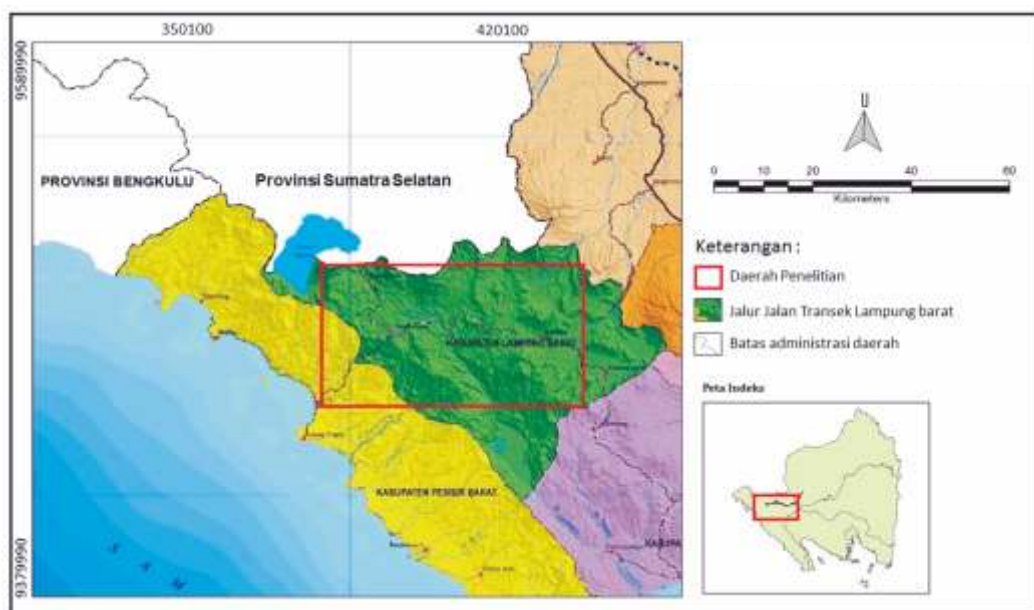 350100
420100
9589990
9379990
PROVINSI BENGKULU
Provinsi Sumatra Selatan
KABUPATEN LAMPUNG BARAT
KABUPATEN PESISIR BARAT
KABUPA
S A M
U
0 10 20 40 60
Kilometers
Keterangan :
Daerah Penelitian
Jalur Jalan Transek Lampung barat
Batas administrasi daerah
Peta Indeks